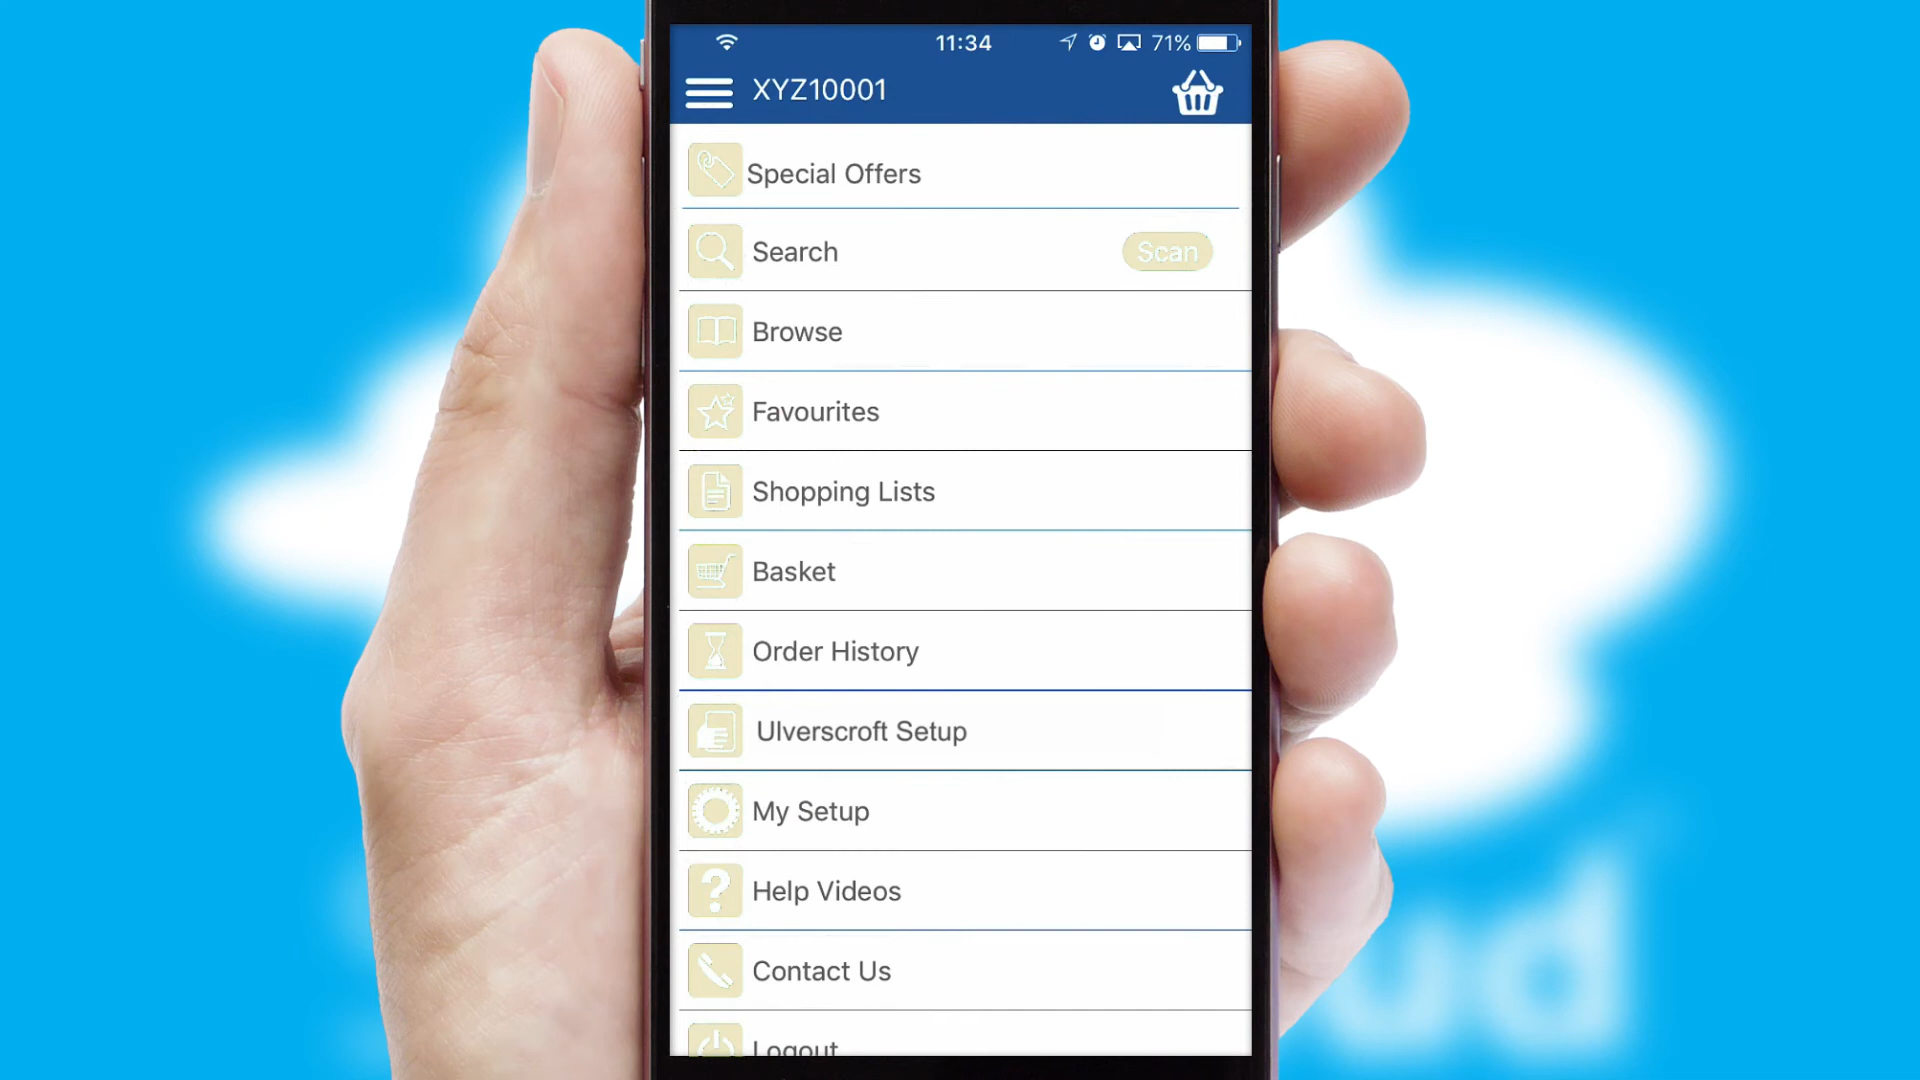 11:34
71%
XYZ10001
Special Offers
Search
Scan
Browse
Favourites
Shopping Lists
Basket
Order History
Ulverscroft Setup
My Setup
Help Videos
Contact Us
Logout
ud